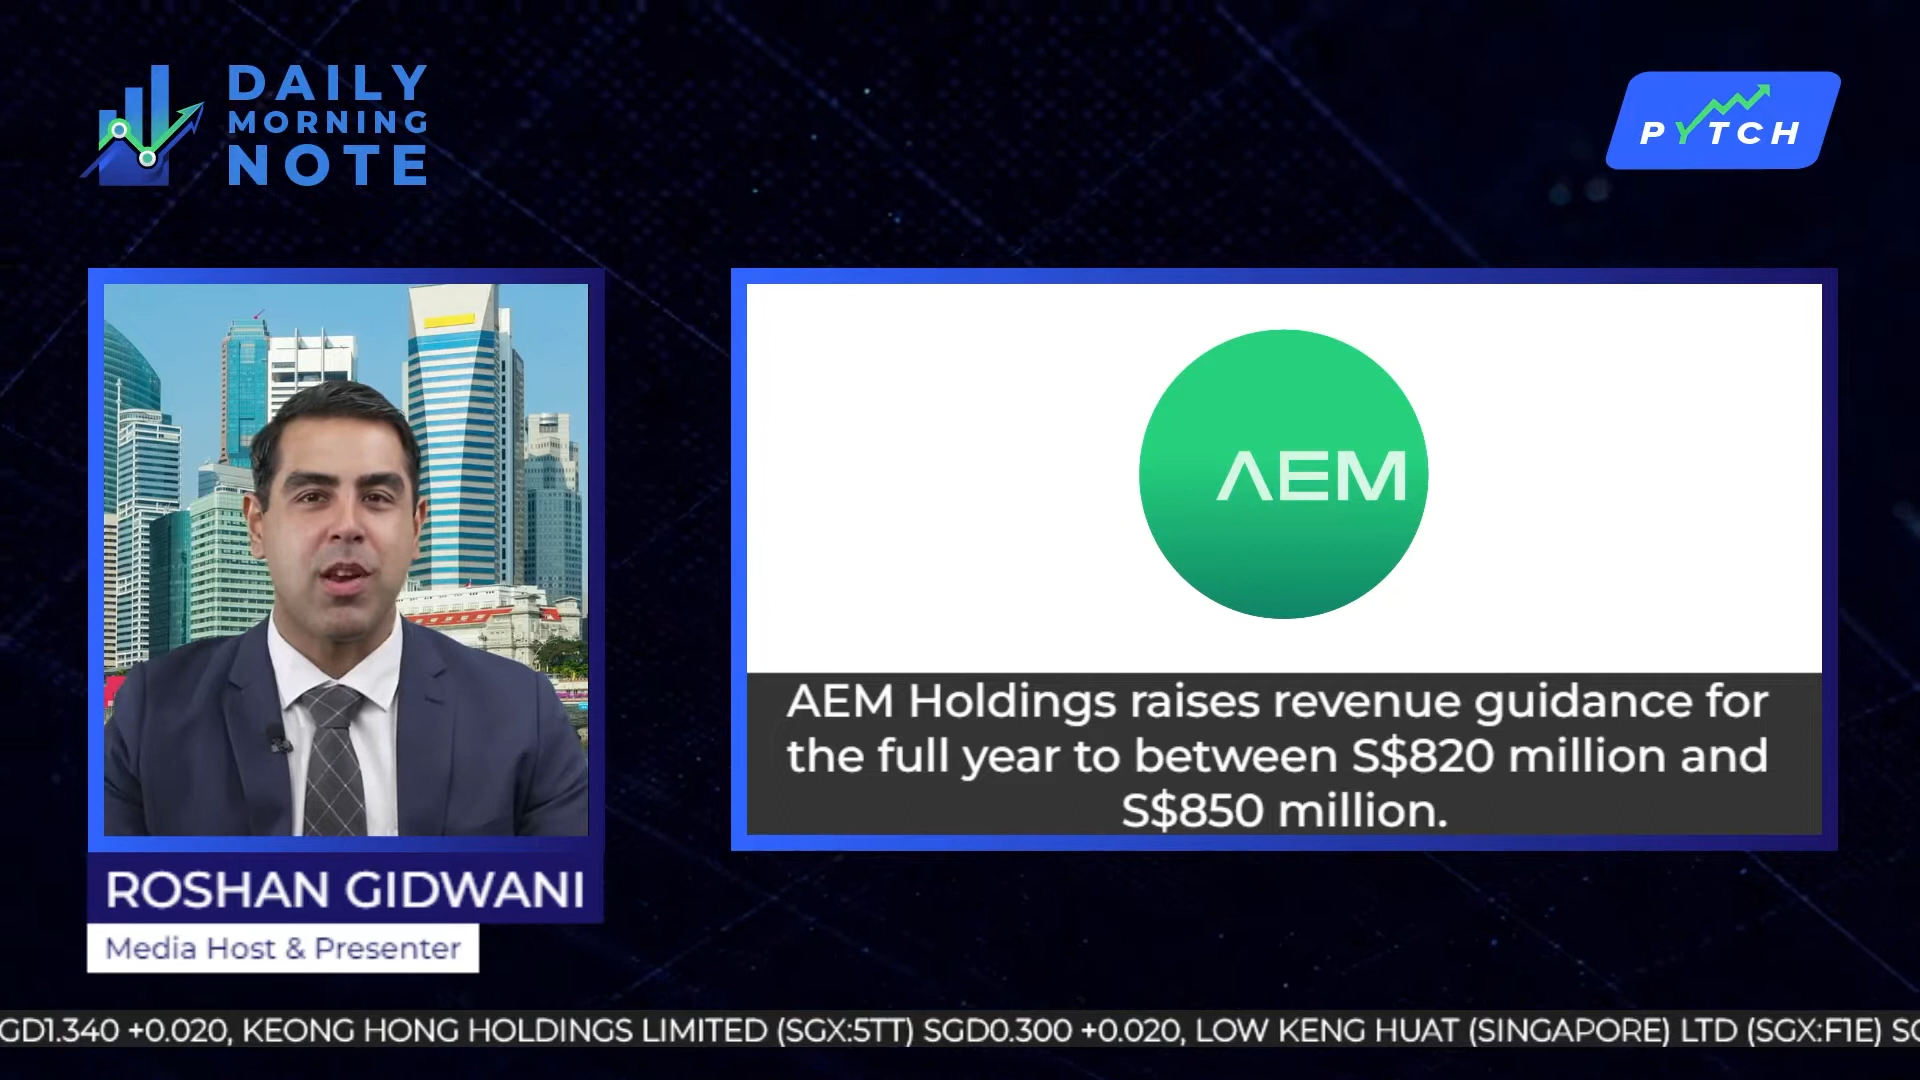 DAILY
MORNING
NOTE
PYTCH
AEM
AEM Holdings raises revenue guidance for
the full year to between S$820 million and
S$850 million.
ROSHAN GIDWANI
Media Host & Presenter
GD1.340 +0.020, KEONG HONG HOLDINGS LIMITED (SGX:5TT) SGD0.300 +0.020, LOW KENG HUAT (SINGAPORE) LTD (SGX:F1E) SG